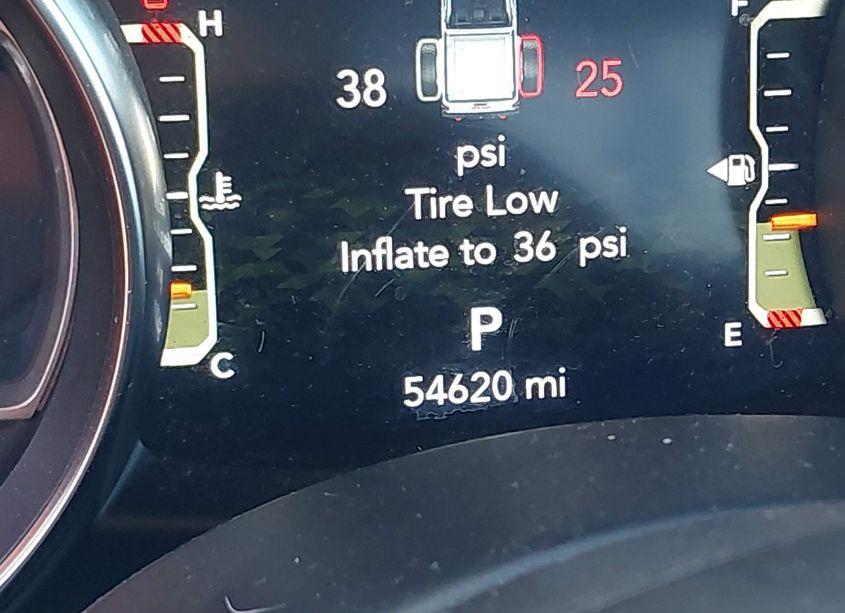 H
F
38
25
psi
Tire Low
Inflate to 36 psi
P
E
C
54620 mi